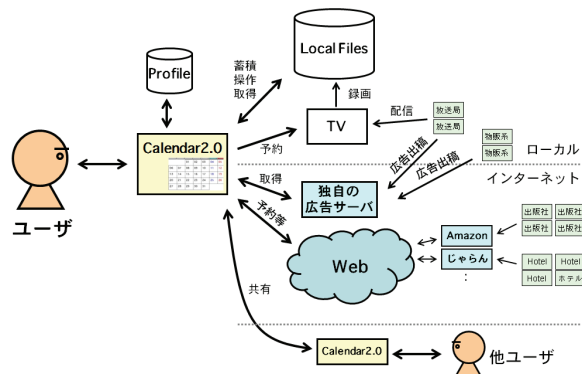 Local Files
Profile
蓄積
操作
取得
録画
TV
配信
放送局
放送局
予約
Calendar2.0
広告出稿
広告出稿
物販系
物販系
ローカル
インターネット
ユーザ
取得
独自の
広告サーバ
予約等
Web
Amazon
じゃらん
:
出版社
出版社
出版社
出版社
Hotel
Hotel
Hotel
ホテル
共有
Calendar2.0
他ユーザ